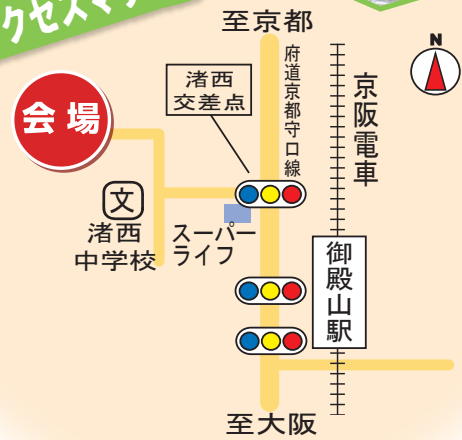 クセスマ
至京都
N
渚西
交差点
府道京都守口線
京阪電車
会場
文
渚西
中学校
スーパー
ライフ
御殿山駅
至大阪